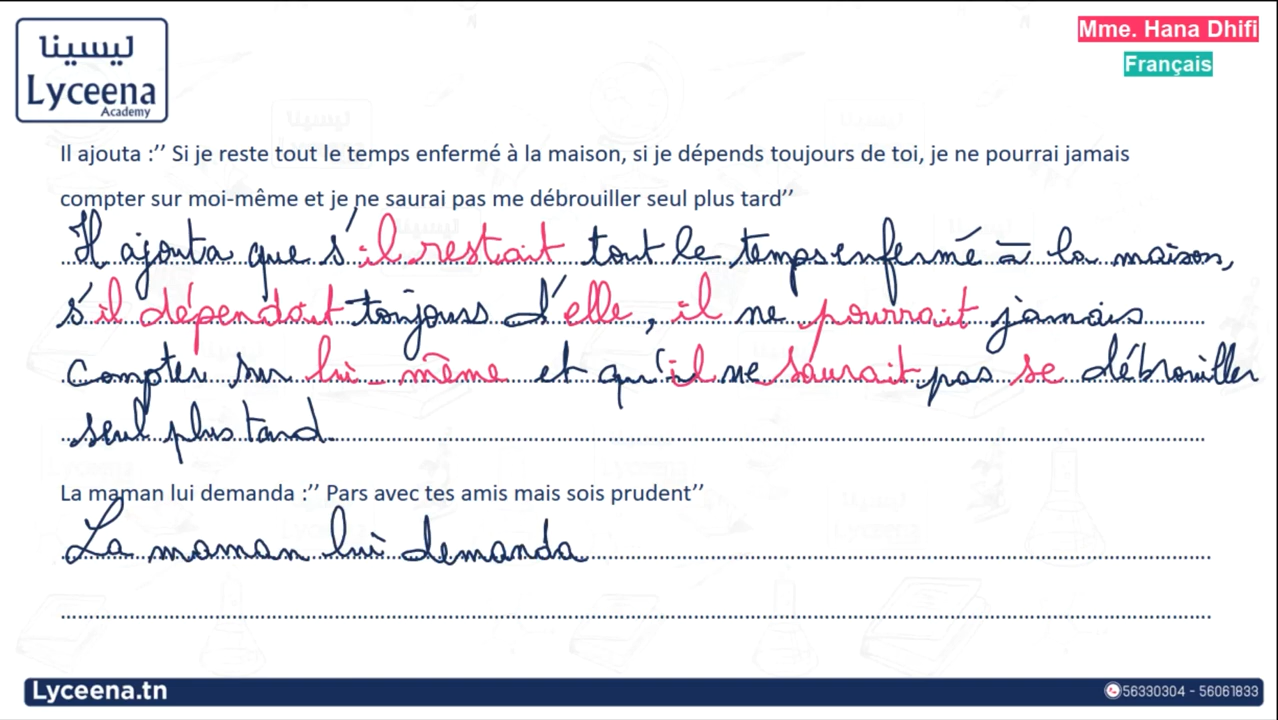 ليسينا
Lyceena
Academy
Mme. Hana Dhifi
Français
Il ajouta :’’ Si je reste tout le temps enfermé à la maison, si je dépends toujours de toi, je ne pourrai jamais
compter sur moi-même et je ne saurai pas me débrouiller seul plus tard’’
Il ajouta que s'il restait tout le temps enfermé à la maison,
s'il dépendait toujours d'elle, il ne pourrait jamais
compter sur lui-même et qu'il ne saurait pas se débrouiller
seul plus tard.
La maman lui demanda :’’ Pars avec tes amis mais sois prudent’’
La maman lui demanda
Lyceena.tn
56330304 - 56061833